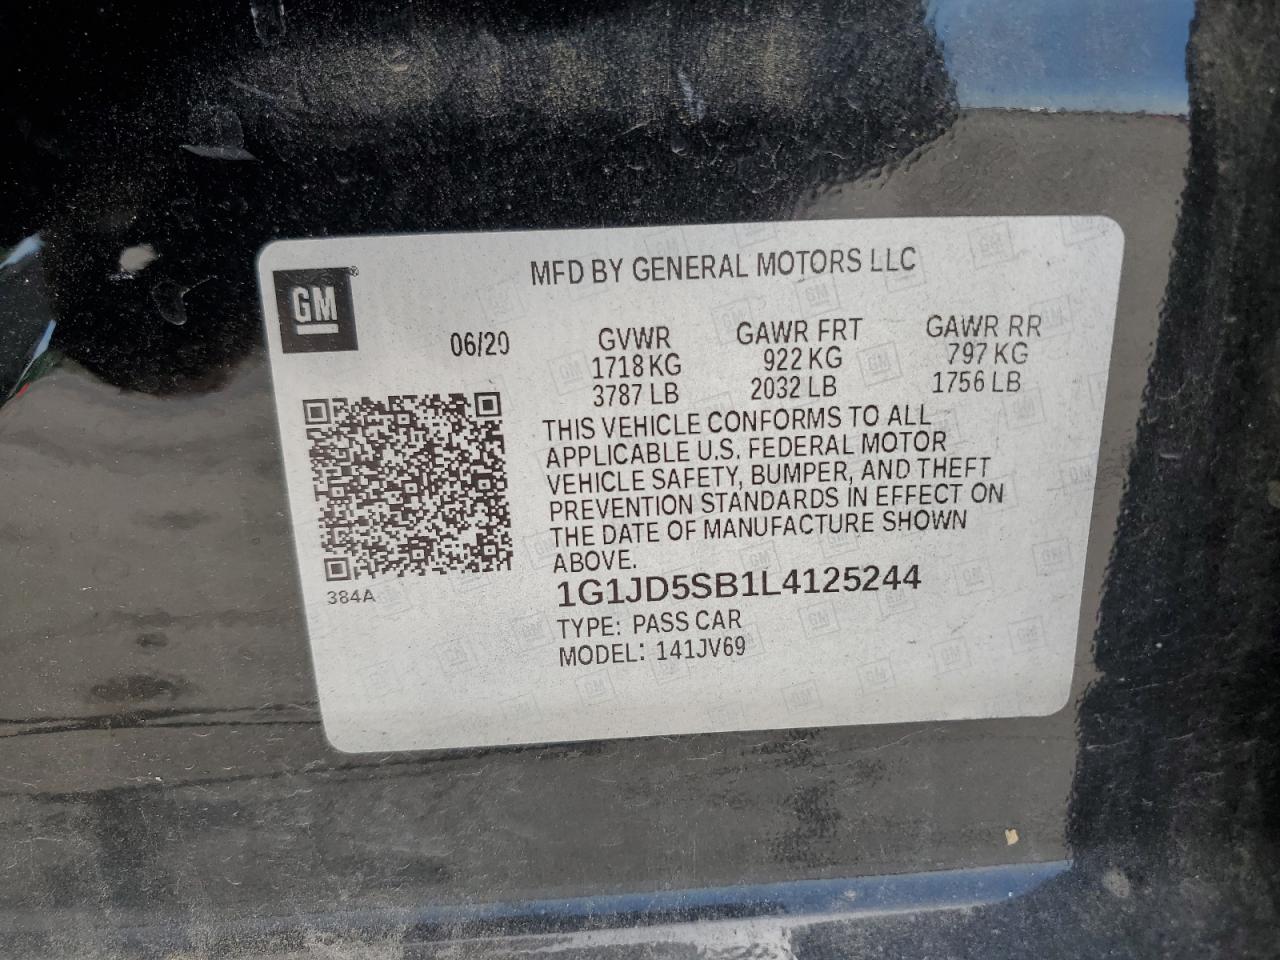 MFD BY GENERAL MOTORS LLC
GM®
06/20
GVWR
1718 KG
3787 LB
GAWR FRT
922 KG
2032 LB
GAWR RR
797 KG
1756 LB
THIS VEHICLE CONFORMS TO ALL
APPLICABLE U.S. FEDERAL MOTOR
VEHICLE SAFETY, BUMPER, AND THEFT
PREVENTION STANDARDS IN EFFECT ON
THE DATE OF MANUFACTURE SHOWN
ABOVE.
384A
1G1JD5SB1L4125244
TYPE: PASS CAR
MODEL: 141JV69